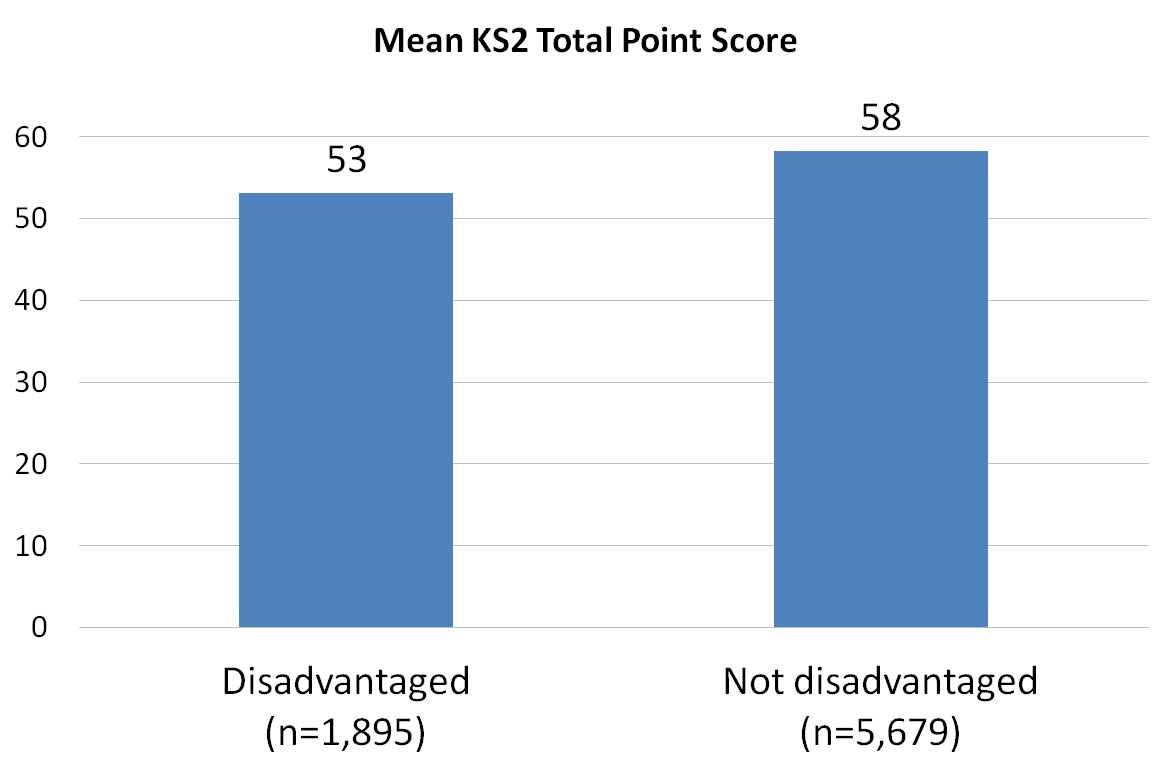 Mean KS2 Total Point Score
60
50
40
30
20
10
0
53
58
Disadvantaged
(n=1,895)
Not disadvantaged
(n=5,679)